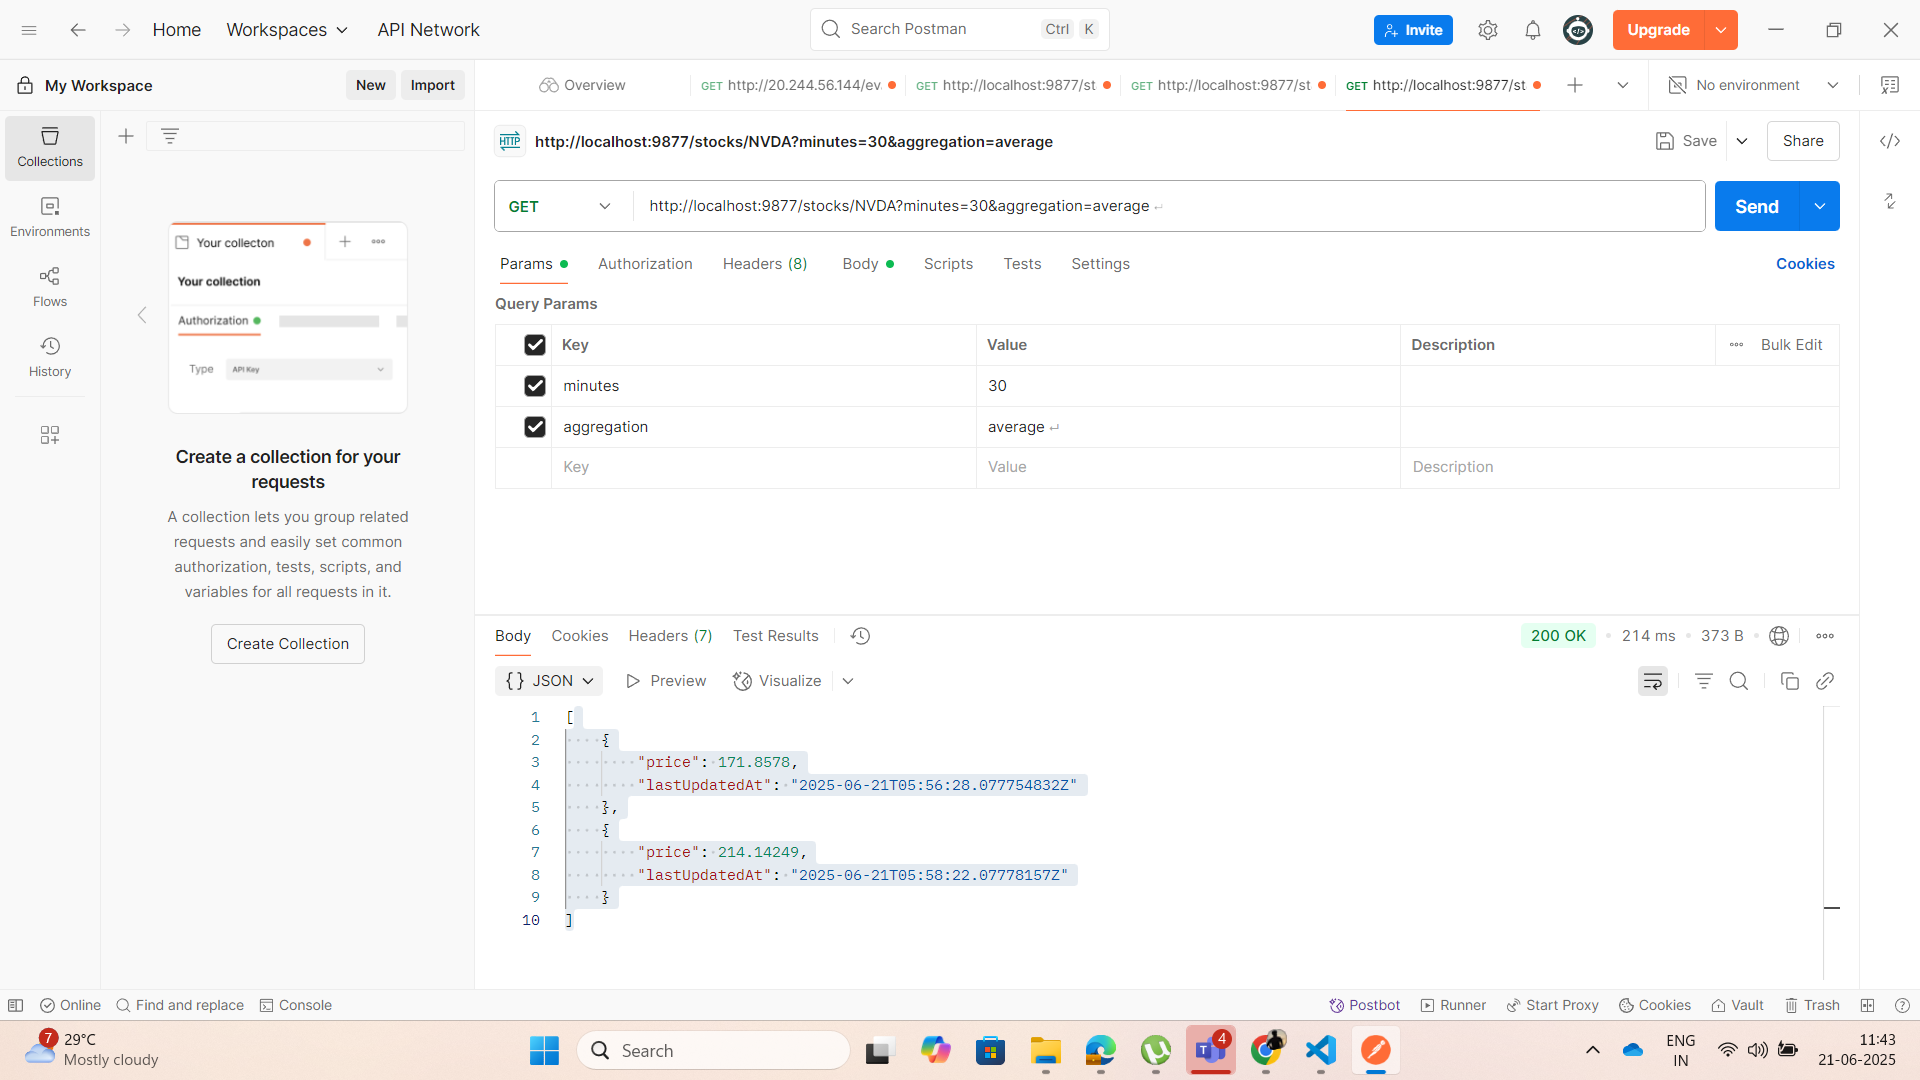 Home
Workspaces
API Network
Search Postman
Ctrl K
Invite
Upgrade
My Workspace
New
Import
Overview
GET http://20.244.56.144/ev
GET http://localhost:9877/st
GET http://localhost:9877/st
GET http://localhost:9877/st
No environment
Collections
Environments
Flows
History
Your collecton
Your collection
Authorization
Type
API Key
Create a collection for your
requests
A collection lets you group related
requests and easily set common
authorization, tests, scripts, and
variables for all requests in it.
Create Collection
HTTP
http://localhost:9877/stocks/NVDA?minutes=30&aggregation=average
Save
Share
GET
http://localhost:9877/stocks/NVDA?minutes=30&aggregation=average
Send
Params
Authorization
Headers (8)
Body
Scripts
Tests
Settings
Cookies
Query Params
Key Value Description Bulk Edit
minutes 30
aggregation average
Key Value Description
Body
Cookies
Headers (7)
Test Results
200 OK
214 ms
373 B
{} JSON
Preview
Visualize
1 [
2 {
3 "price": 171.8578,
4 "lastUpdatedAt": "2025-06-21T05:56:28.077754832Z"
5 },
6 {
7 "price": 214.14249,
8 "lastUpdatedAt": "2025-06-21T05:58:22.07778157Z"
9 }
10 ]
Online
Find and replace
Console
Postbot
Runner
Start Proxy
Cookies
Vault
Trash
7
29°C
Mostly cloudy
Search
4
ENG
IN
11:43
21-06-2025